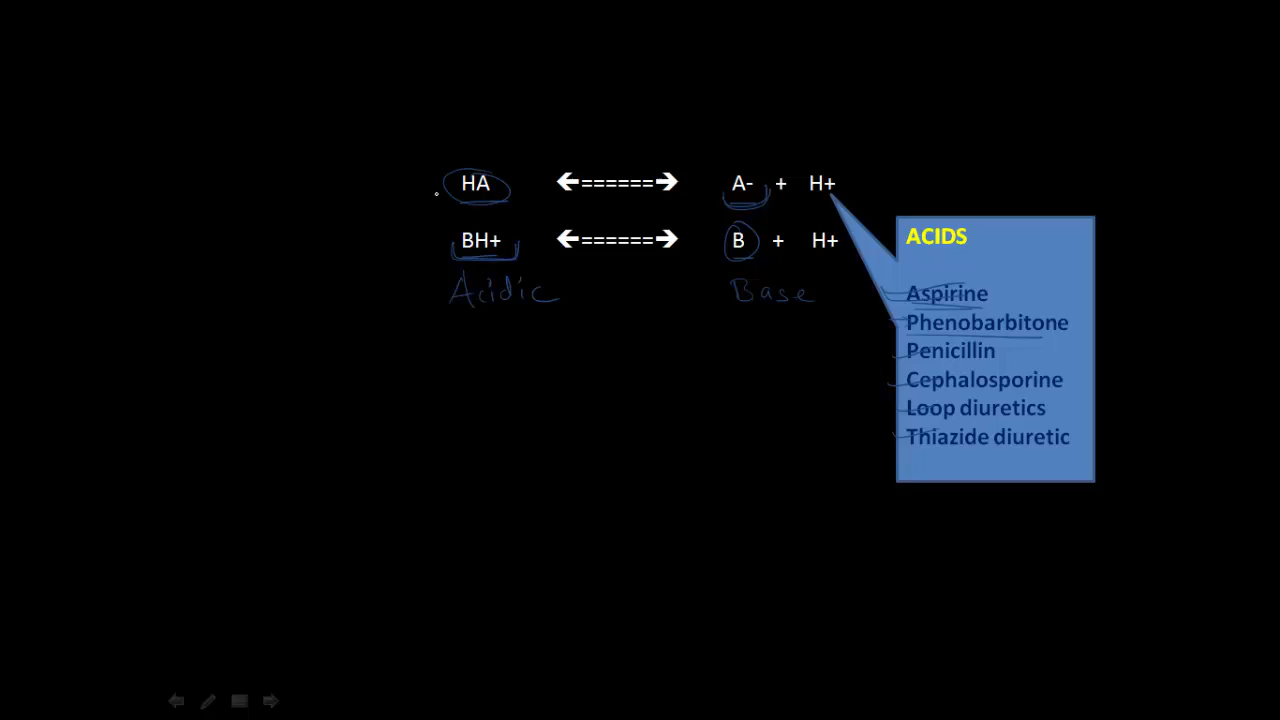 HA 🡸======🡺 A- + H+
BH+ 🡸======🡺 B + H+
Acidic Base
ACIDS
Aspirine
Phenobarbitone
Penicillin
Cephalosporine
Loop diuretics
Thiazide diuretic